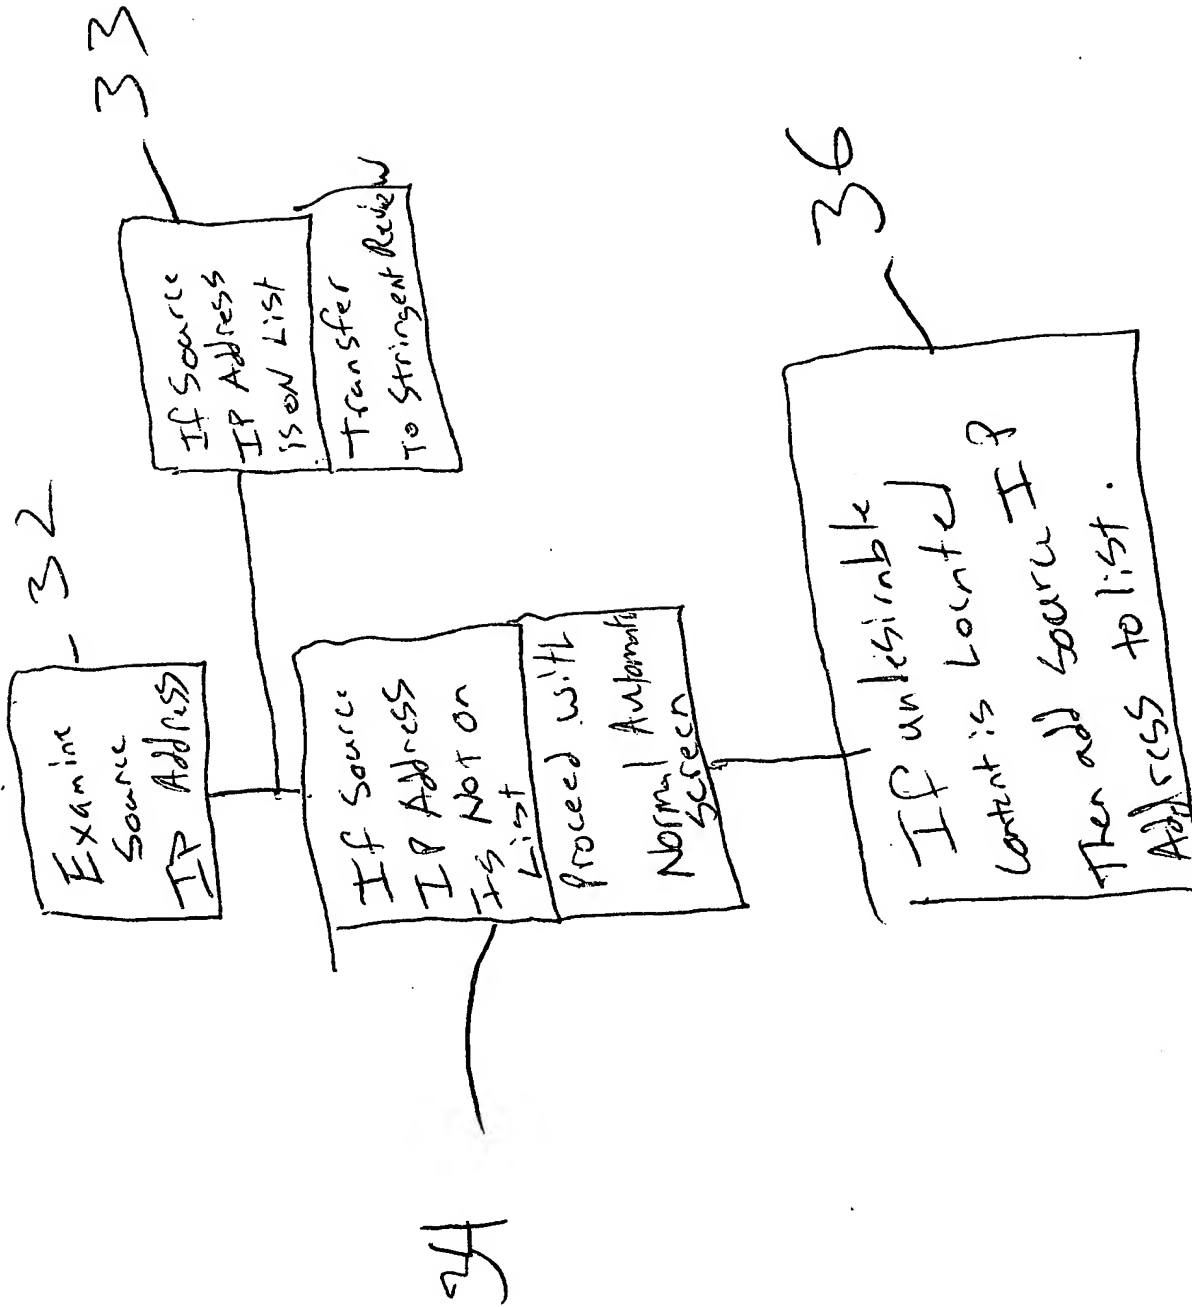 32
Examine
Source
IP Address
33
If Source
IP Address
is on List
Transfer
To Stringent Review
34
If Source
IP Address
Is Not on
List
Proceed with
Normal Automatic
Screen
36
If undesirable
Content is Located
Then add Source IP
Address to list.